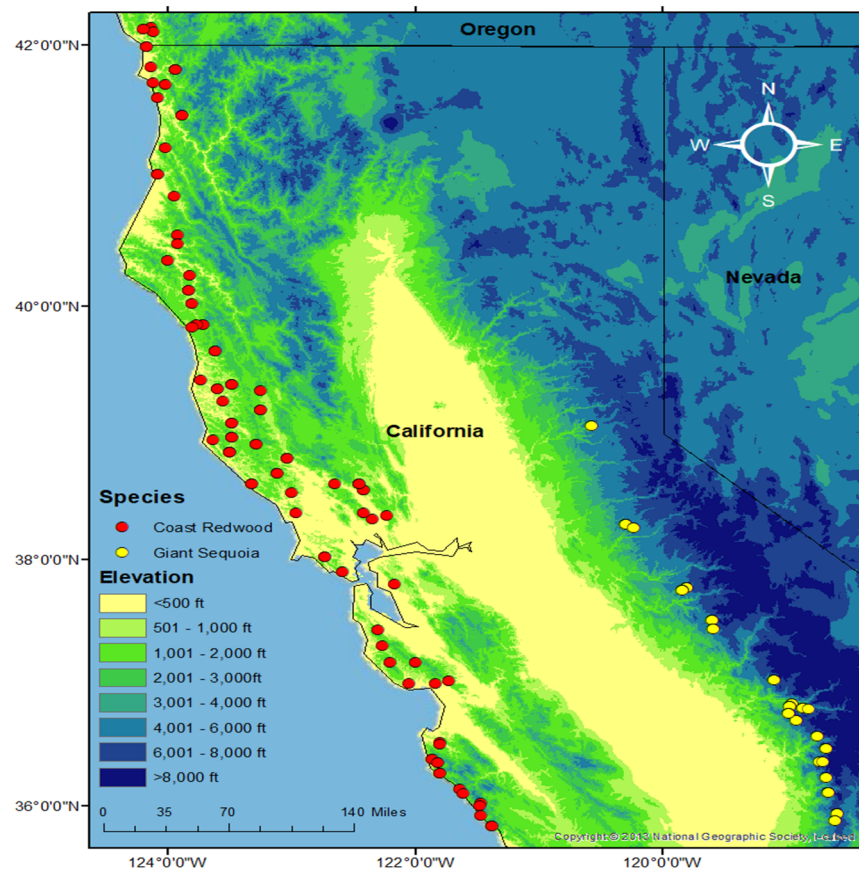 42°0'0"N
Oregon
N
W
E
S
Nevada
40°0'0"N
California
Species
Coast Redwood
Giant Sequoia
38°0'0"N
Elevation
<500 ft
501 - 1,000 ft
1,001 - 2,000 ft
2,001 - 3,000ft
3,001 - 4,000 ft
4,001 - 6,000 ft
6,001 - 8,000 ft
>8,000 ft
36°0'0"N
0 35 70 140 Miles
Copyright:© 2013 National Geographic Society,
124°0'0"W
122°0'0"W
120°0'0"W